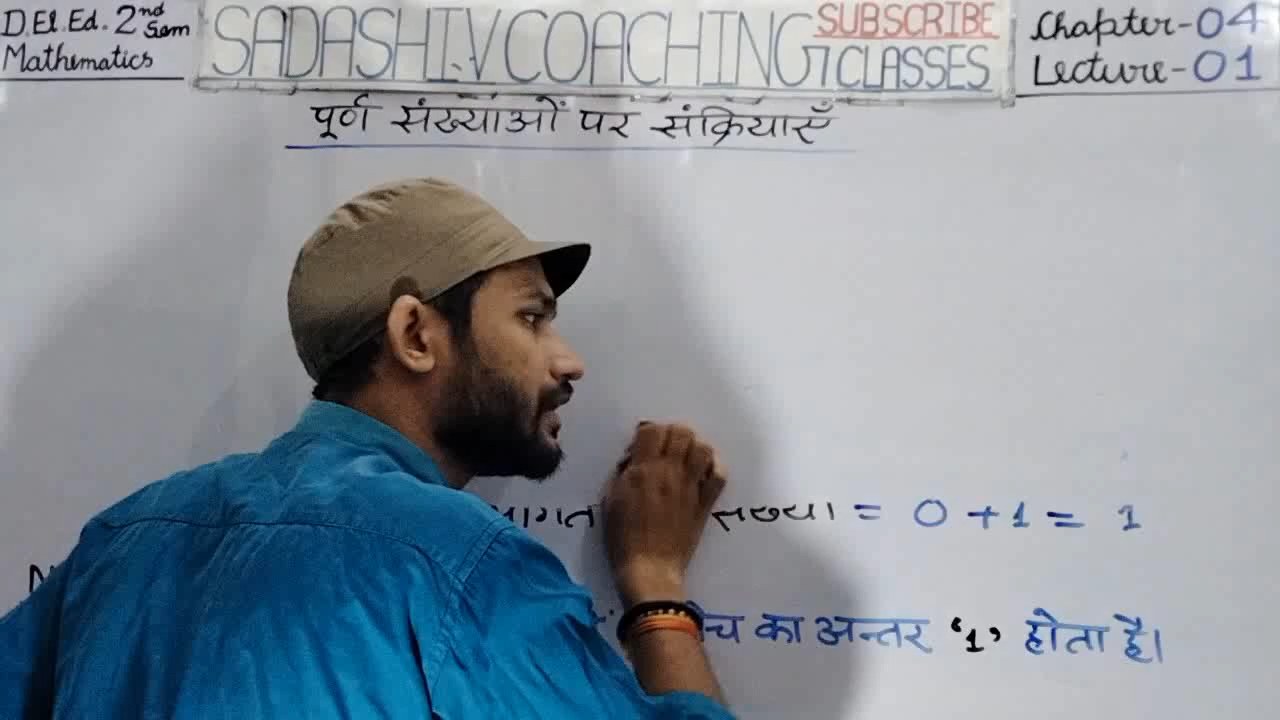 D.El.Ed. 2nd Sem
Mathematics
SADASHIV COACHING CLASSES
SUBSCRIBE
Chapter-04
Lecture-01
पूर्ण संख्याओं पर संक्रियाएँ
संख्या = 0 + 1 = 1
का अन्तर ‘1’ होता है।